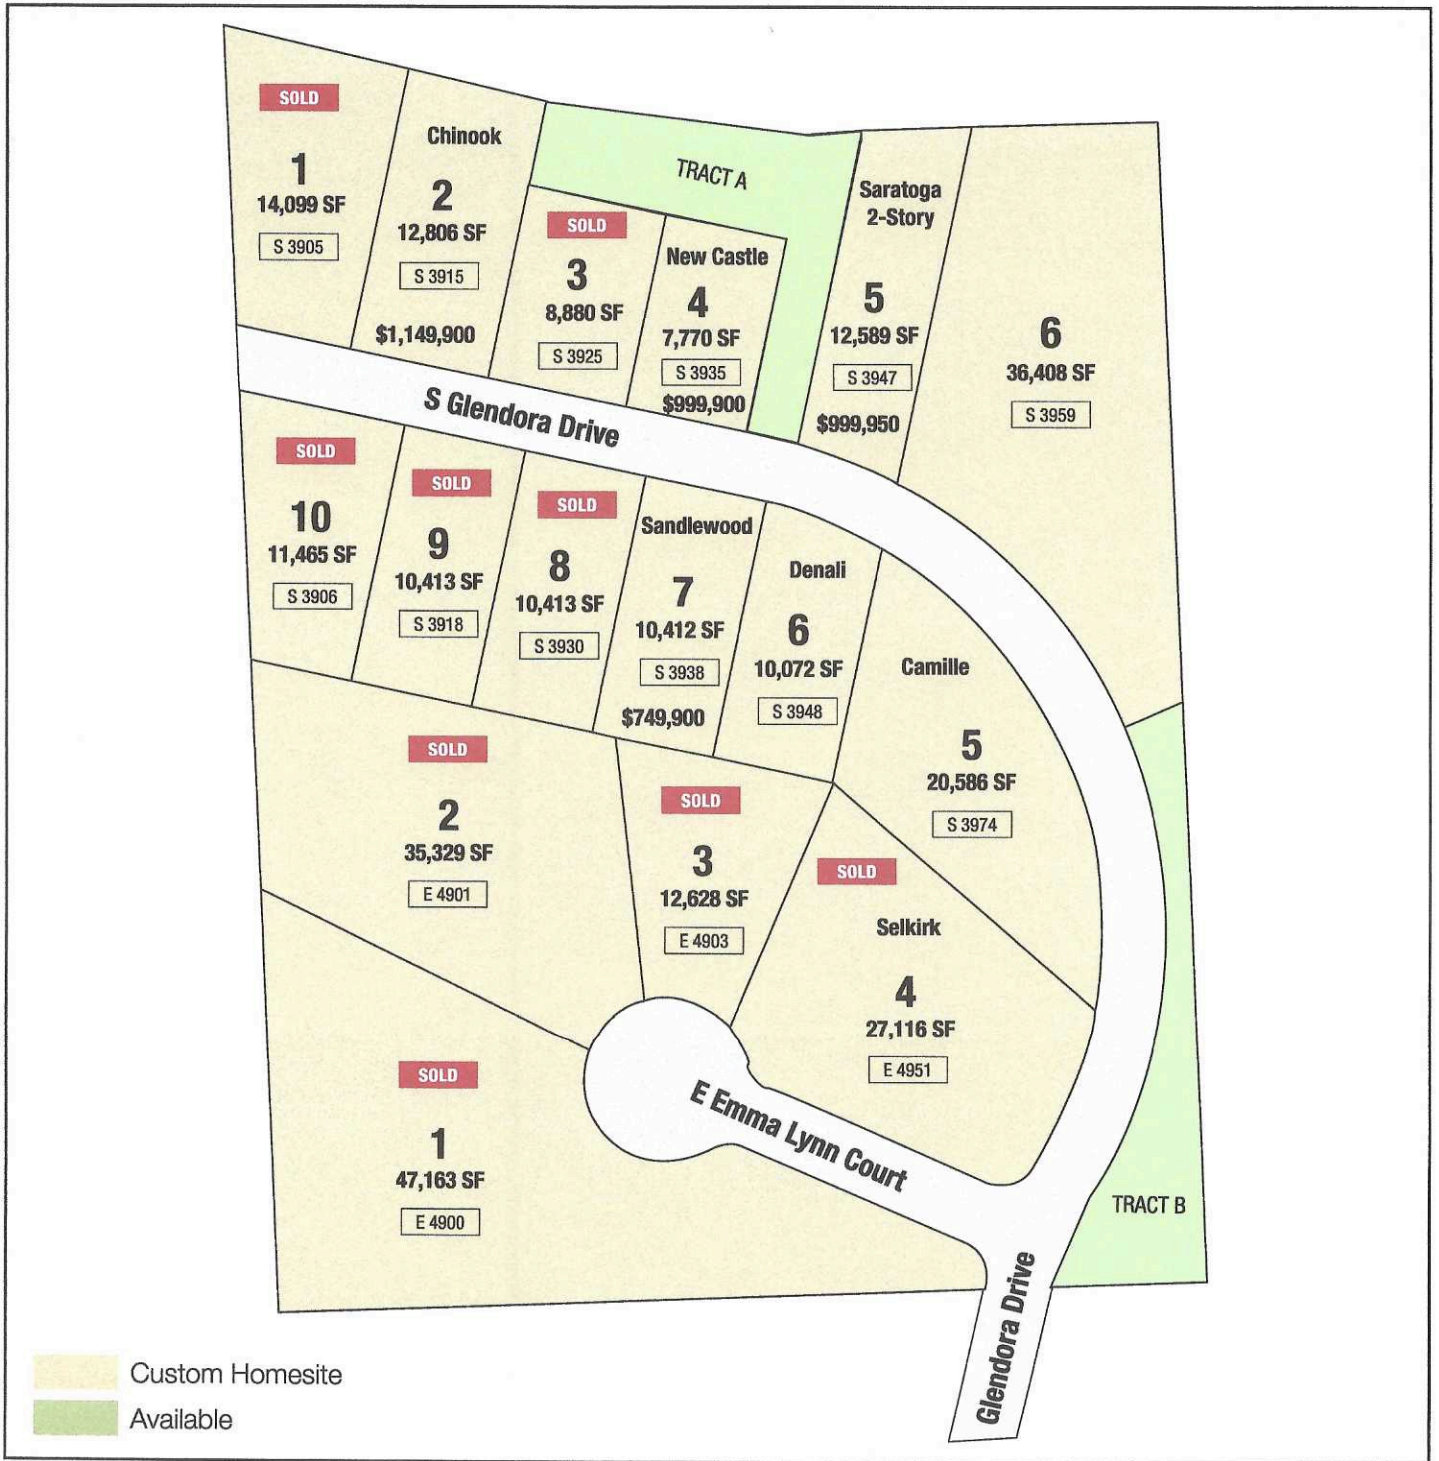 SOLD
1
14,099 SF
S 3905
Chinook
2
12,806 SF
S 3915
$1,149,900
TRACT A
SOLD
3
8,880 SF
S 3925
New Castle
4
7,770 SF
S 3935
$999,900
Saratoga
2-Story
5
12,589 SF
S 3947
$999,950
6
36,408 SF
S 3959
S Glendora Drive
SOLD
10
11,465 SF
S 3906
SOLD
9
10,413 SF
S 3918
SOLD
8
10,413 SF
S 3930
Sandlewood
7
10,412 SF
S 3938
$749,900
Denali
6
10,072 SF
S 3948
Camille
5
20,586 SF
S 3974
SOLD
2
35,329 SF
E 4901
SOLD
3
12,628 SF
E 4903
SOLD
Selkirk
4
27,116 SF
E 4951
SOLD
1
47,163 SF
E 4900
E Emma Lynn Court
TRACT B
Glendora Drive
Custom Homesite
Available